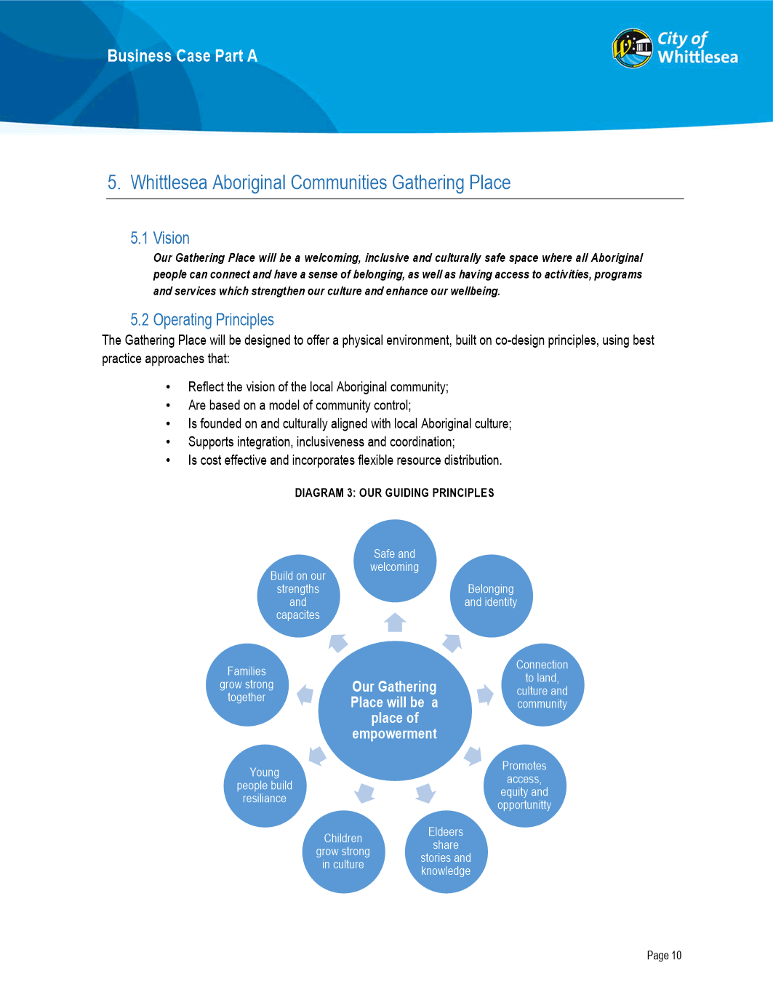 Business Case Part A
City of
Whittlesea
5. Whittlesea Aboriginal Communities Gathering Place
5.1 Vision
Our Gathering Place will be a welcoming, inclusive and culturally safe space where all Aboriginal
people can connect and have a sense of belonging, as well as having access to activities, programs
and services which strengthen our culture and enhance our wellbeing.
5.2 Operating Principles
The Gathering Place will be designed to offer a physical environment, built on co-design principles, using best
practice approaches that:
• Reflect the vision of the local Aboriginal community;
• Are based on a model of community control;
• Is founded on and culturally aligned with local Aboriginal culture;
• Supports integration, inclusiveness and coordination;
• Is cost effective and incorporates flexible resource distribution.
DIAGRAM 3: OUR GUIDING PRINCIPLES
Safe and
welcoming
Belonging
and identity
Connection
to land,
culture and
community
Promotes
access,
equity and
opportunitty
Eldeers
share
stories and
knowledge
Children
grow strong
in culture
Young
people build
resiliance
Families
grow strong
together
Build on our
strengths
and
capacites
Our Gathering
Place will be a
place of
empowerment
Page 10